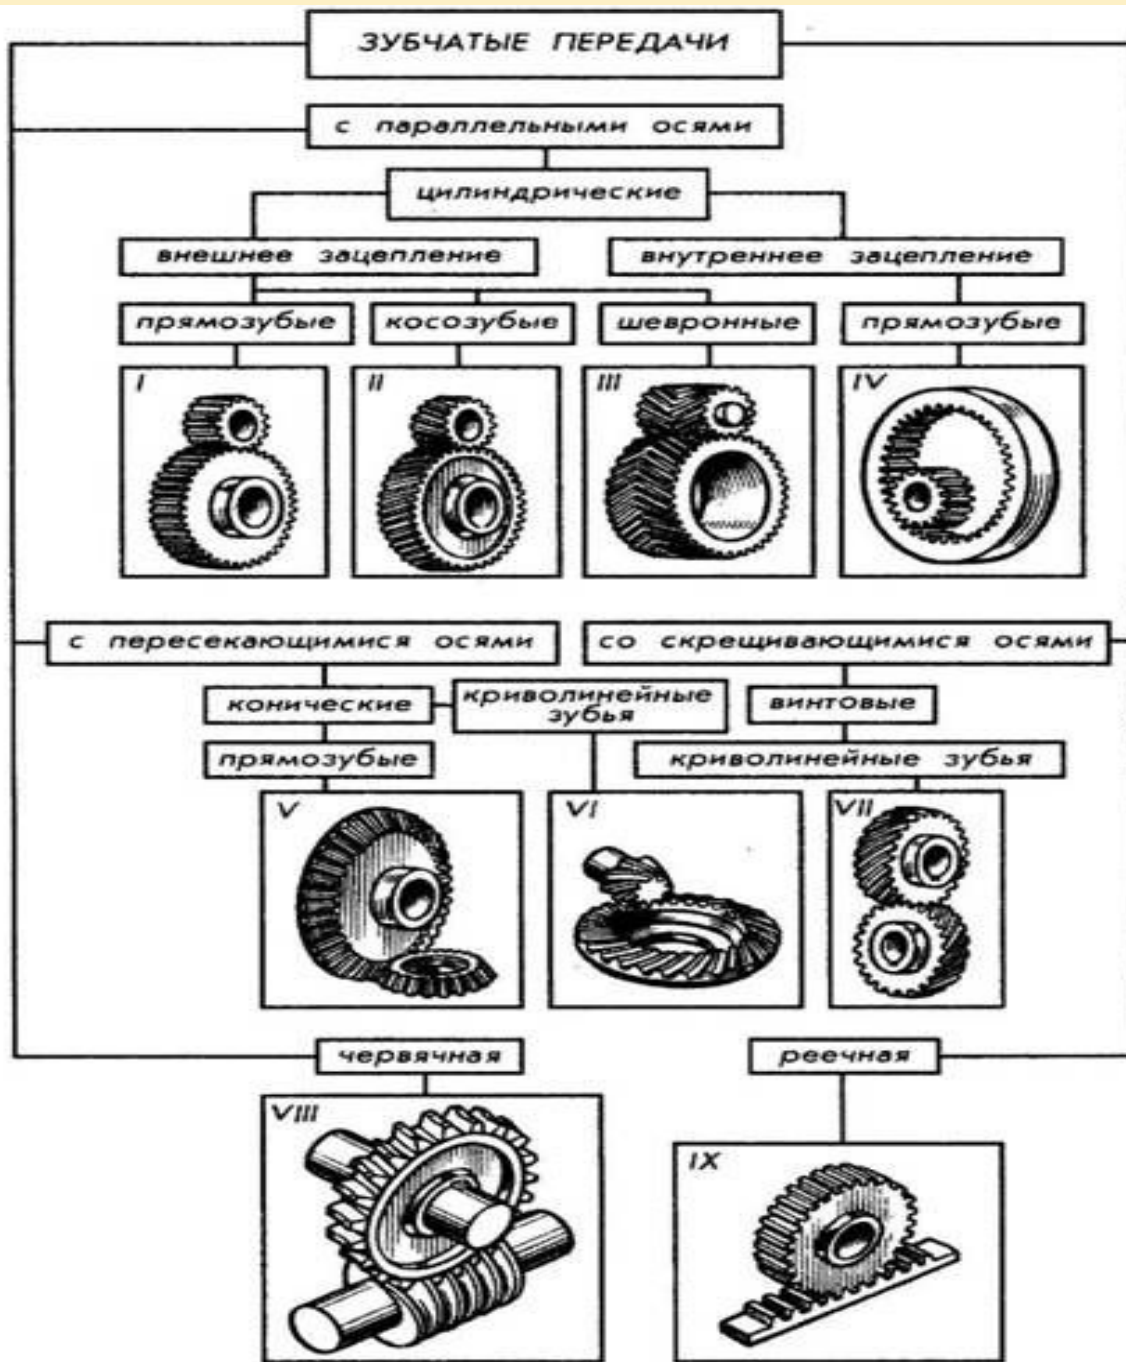 ЗУБЧАТЫЕ ПЕРЕДАЧИ
с параллельными осями
цилиндрические
внешнее зацепление
внутреннее зацепление
прямозубые
косозубые
шевронные
прямозубые
I
II
III
IV
с пересекающимися осями
со скрещивающимися осями
конические
криволинейные
зубья
винтовые
прямозубые
криволинейные зубья
V
VI
VII
червячная
реечная
VIII
IX